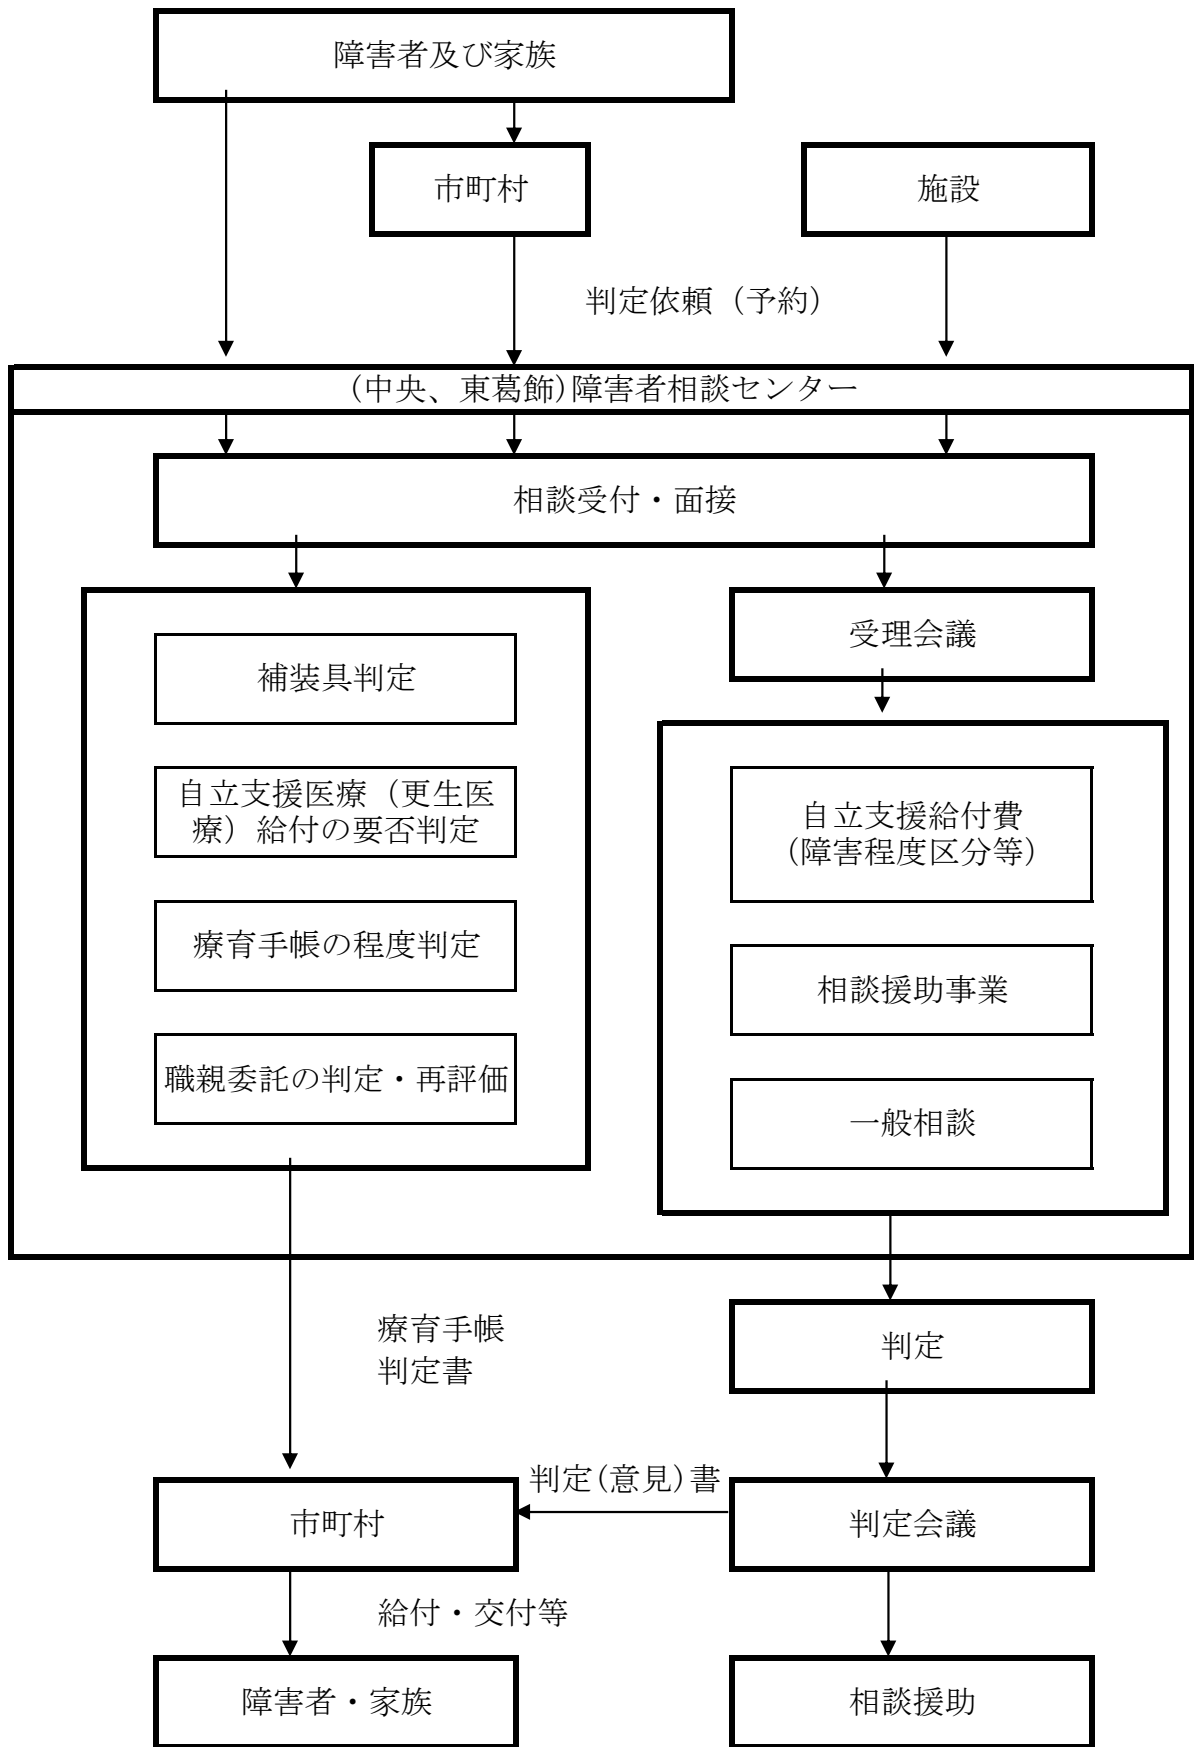 障害者及び家族
市町村
施設
判定依頼（予約）
(中央、東葛飾)障害者相談センター
相談受付・面接
補装具判定
自立支援医療（更生医
療）給付の要否判定
療育手帳の程度判定
職親委託の判定・再評価
受理会議
自立支援給付費
（障害程度区分等）
相談援助事業
一般相談
療育手帳
判定書
判定
判定(意見)書
市町村
判定会議
給付・交付等
障害者・家族
相談援助